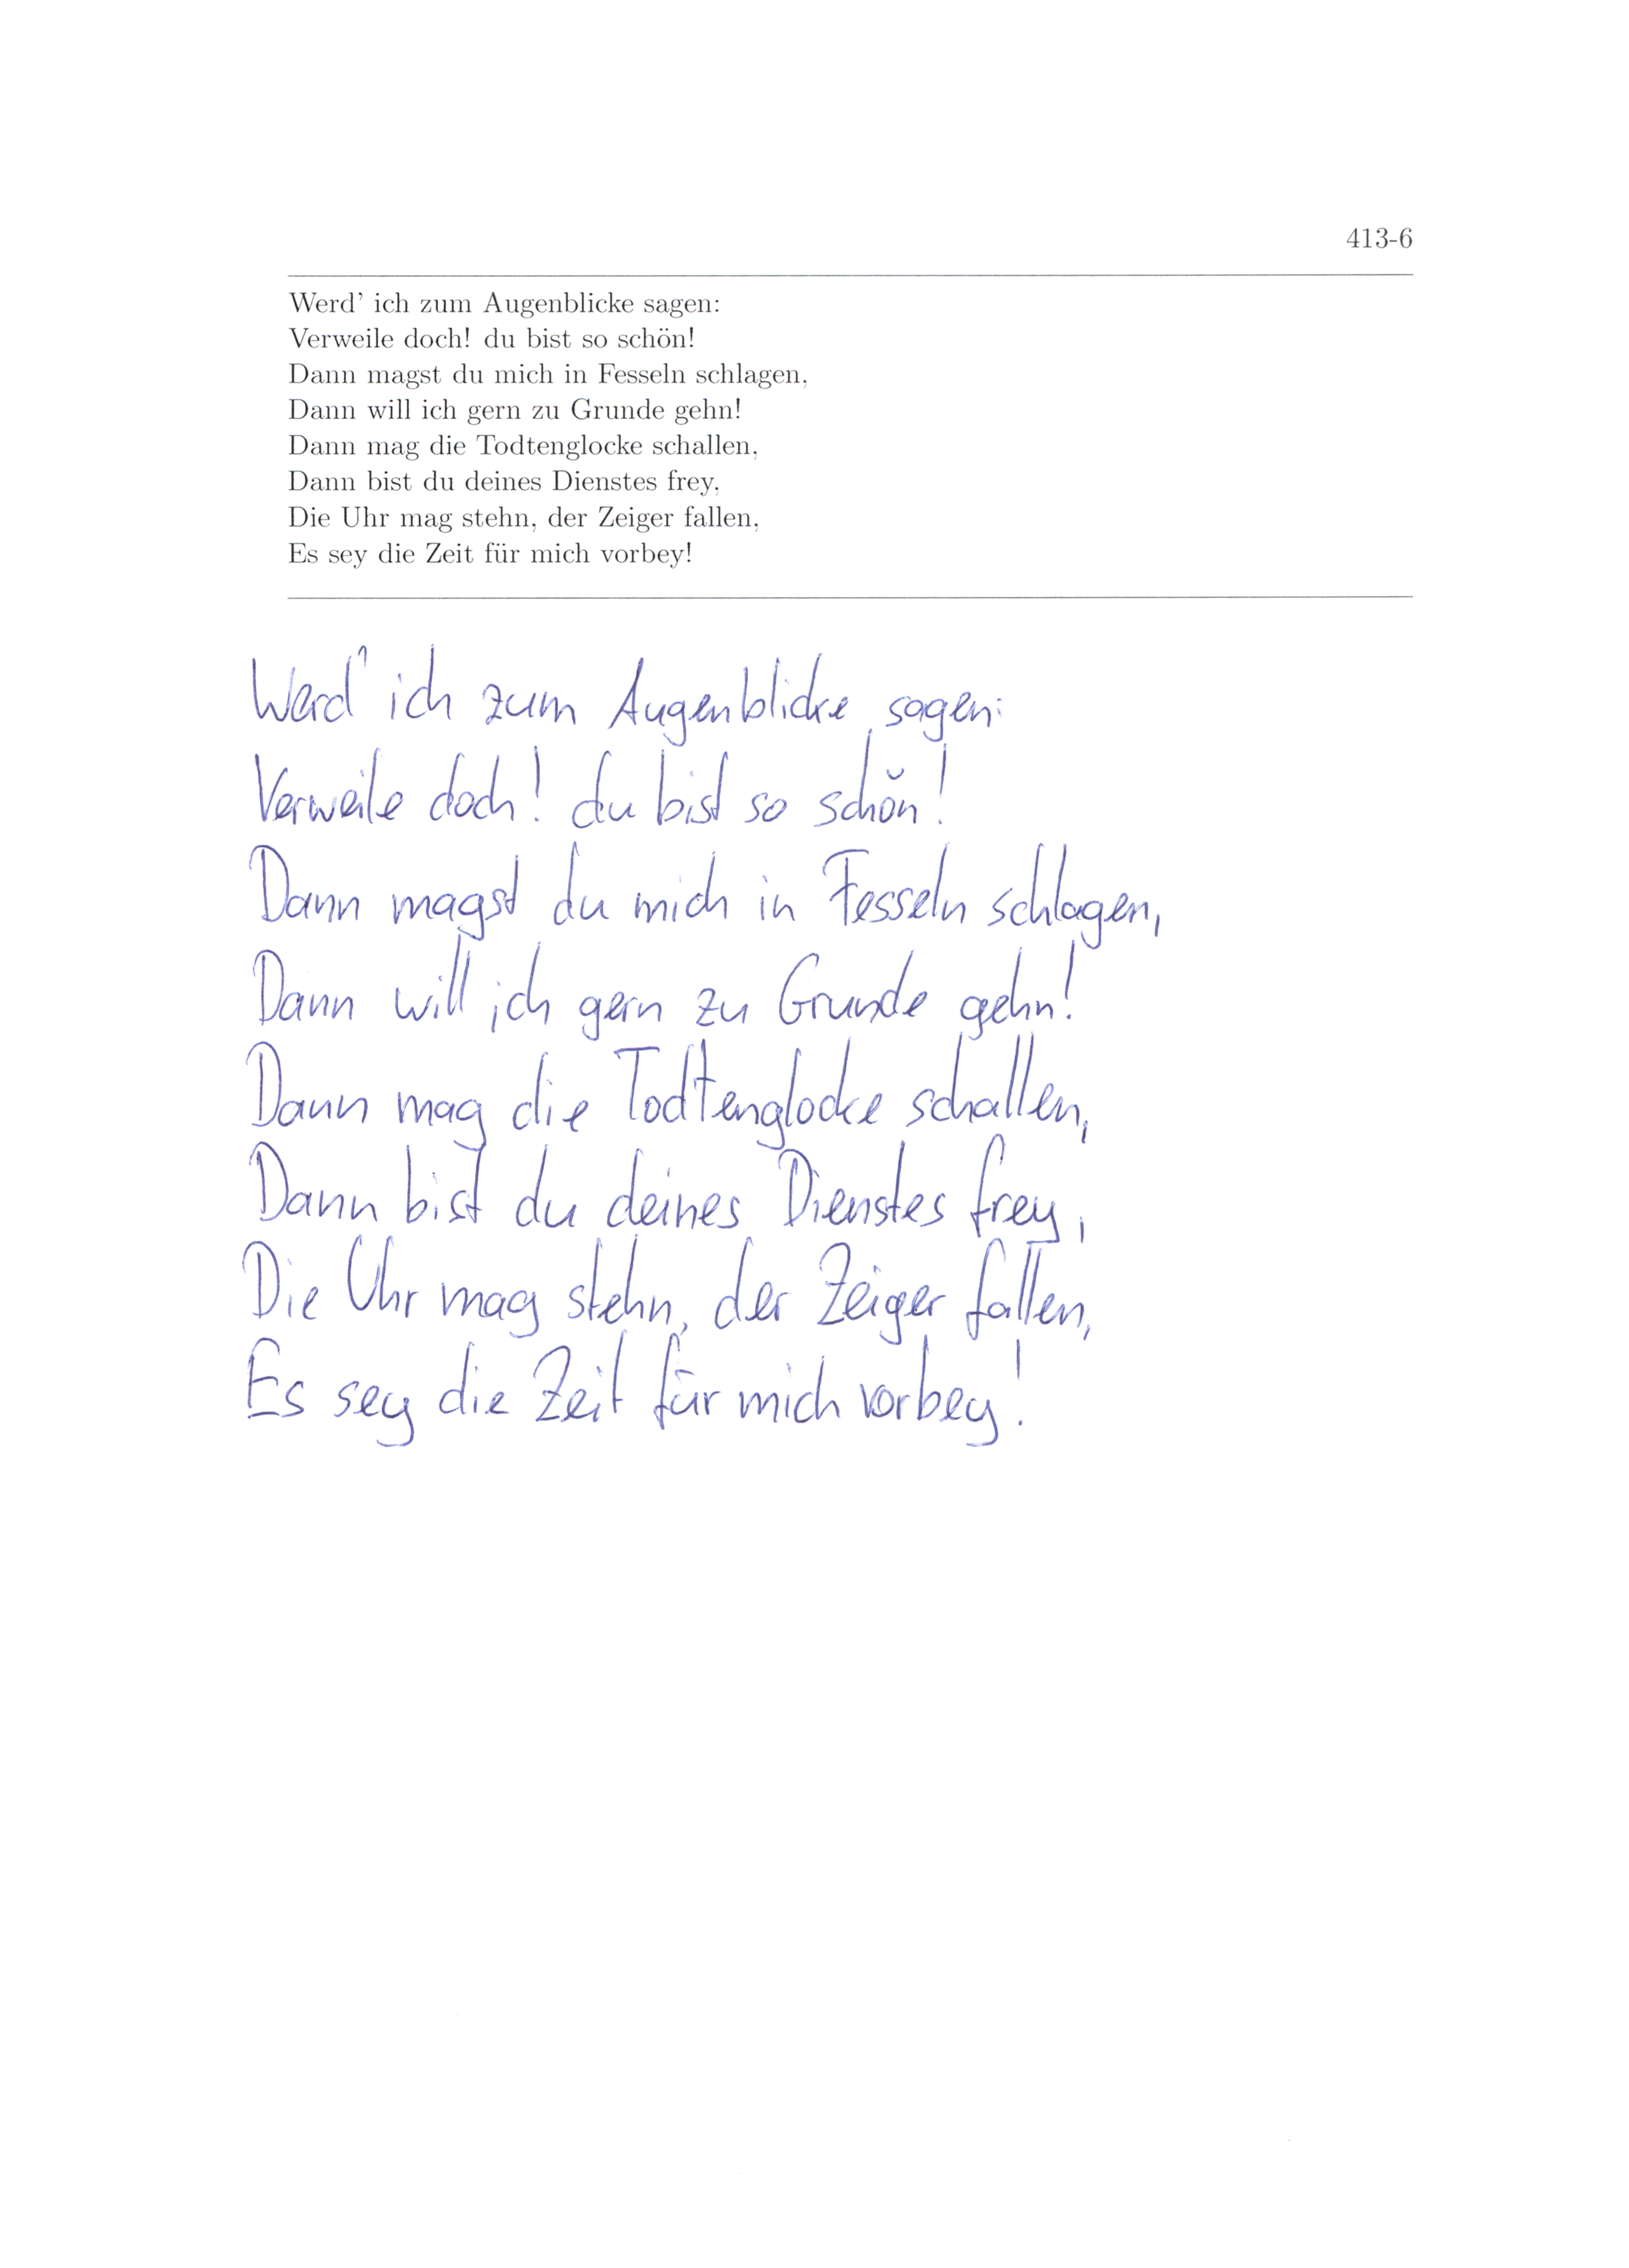 413-6
Werd' ich zum Augenblicke sagen:
Verweile doch! du bist so schön!
Dann magst du mich in Fesseln schlagen,
Dann will ich gern zu Grunde gehn!
Dann mag die Todtenglocke schallen,
Dann bist du deines Dienstes frey,
Die Uhr mag stehn, der Zeiger fallen,
Es sey die Zeit für mich vorbey!
Werd' ich zum Augenblicke sagen:
Verweile doch! du bist so schön!
Dann magst du mich in Fesseln schlagen,
Dann will ich gern zu Grunde gehn!
Dann mag die Todtenglocke schallen,
Dann bist du deines Dienstes frey,
Die Uhr mag stehn, der Zeiger fallen,
Es sey die Zeit für mich vorbey!